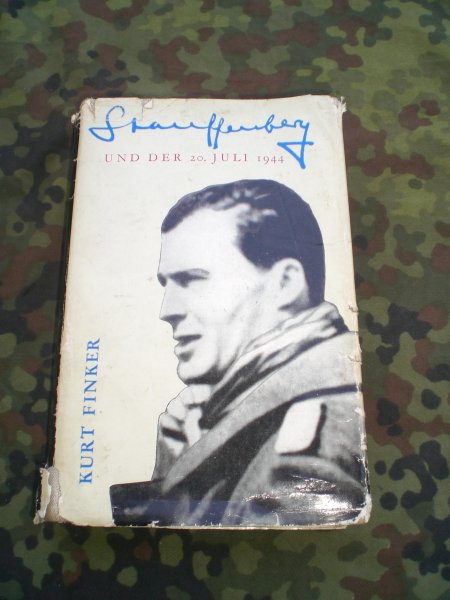 Stauffenberg
UND DER 20. JULI 1944
KURT FINKER